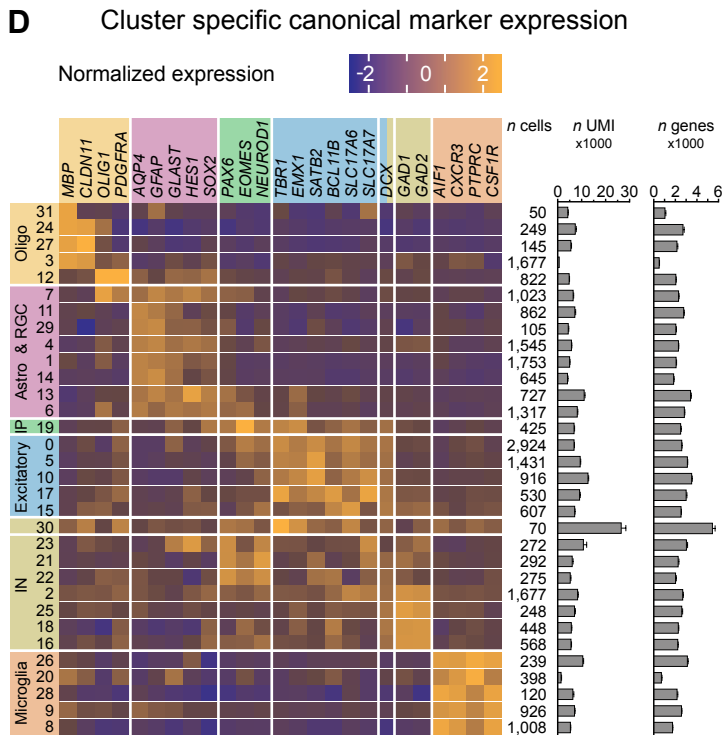 D Cluster specific canonical marker expression
Normalized expression
-2 0 2
MBP CLDN11 OLIG1 PDGFRA AQP4 GFAP GLAST HES1 SOX2 PAX6 EOMES NEUROD1 TBR1 EMX1 SATB2 BCL11B SLC17A6 SLC17A7 DCX GAD1 GAD2 AIF1 CXCR3 PTPRC CSF1R
n cells n UMI n genes
x1000 x1000
0 10 20 30 0 2 4 6
Oligo
31 50
24 249
27 145
3 1,677
12 822
Astro & RGC
7 1,023
11 862
29 105
4 1,545
1 1,753
14 645
13 727
6 1,317
IP
19 425
Excitatory
0 2,924
5 1,431
10 916
17 530
15 607
30 70
IN
23 272
21 292
22 275
2 1,677
25 248
18 448
16 568
Microglia
26 239
20 398
28 120
9 926
8 1,008